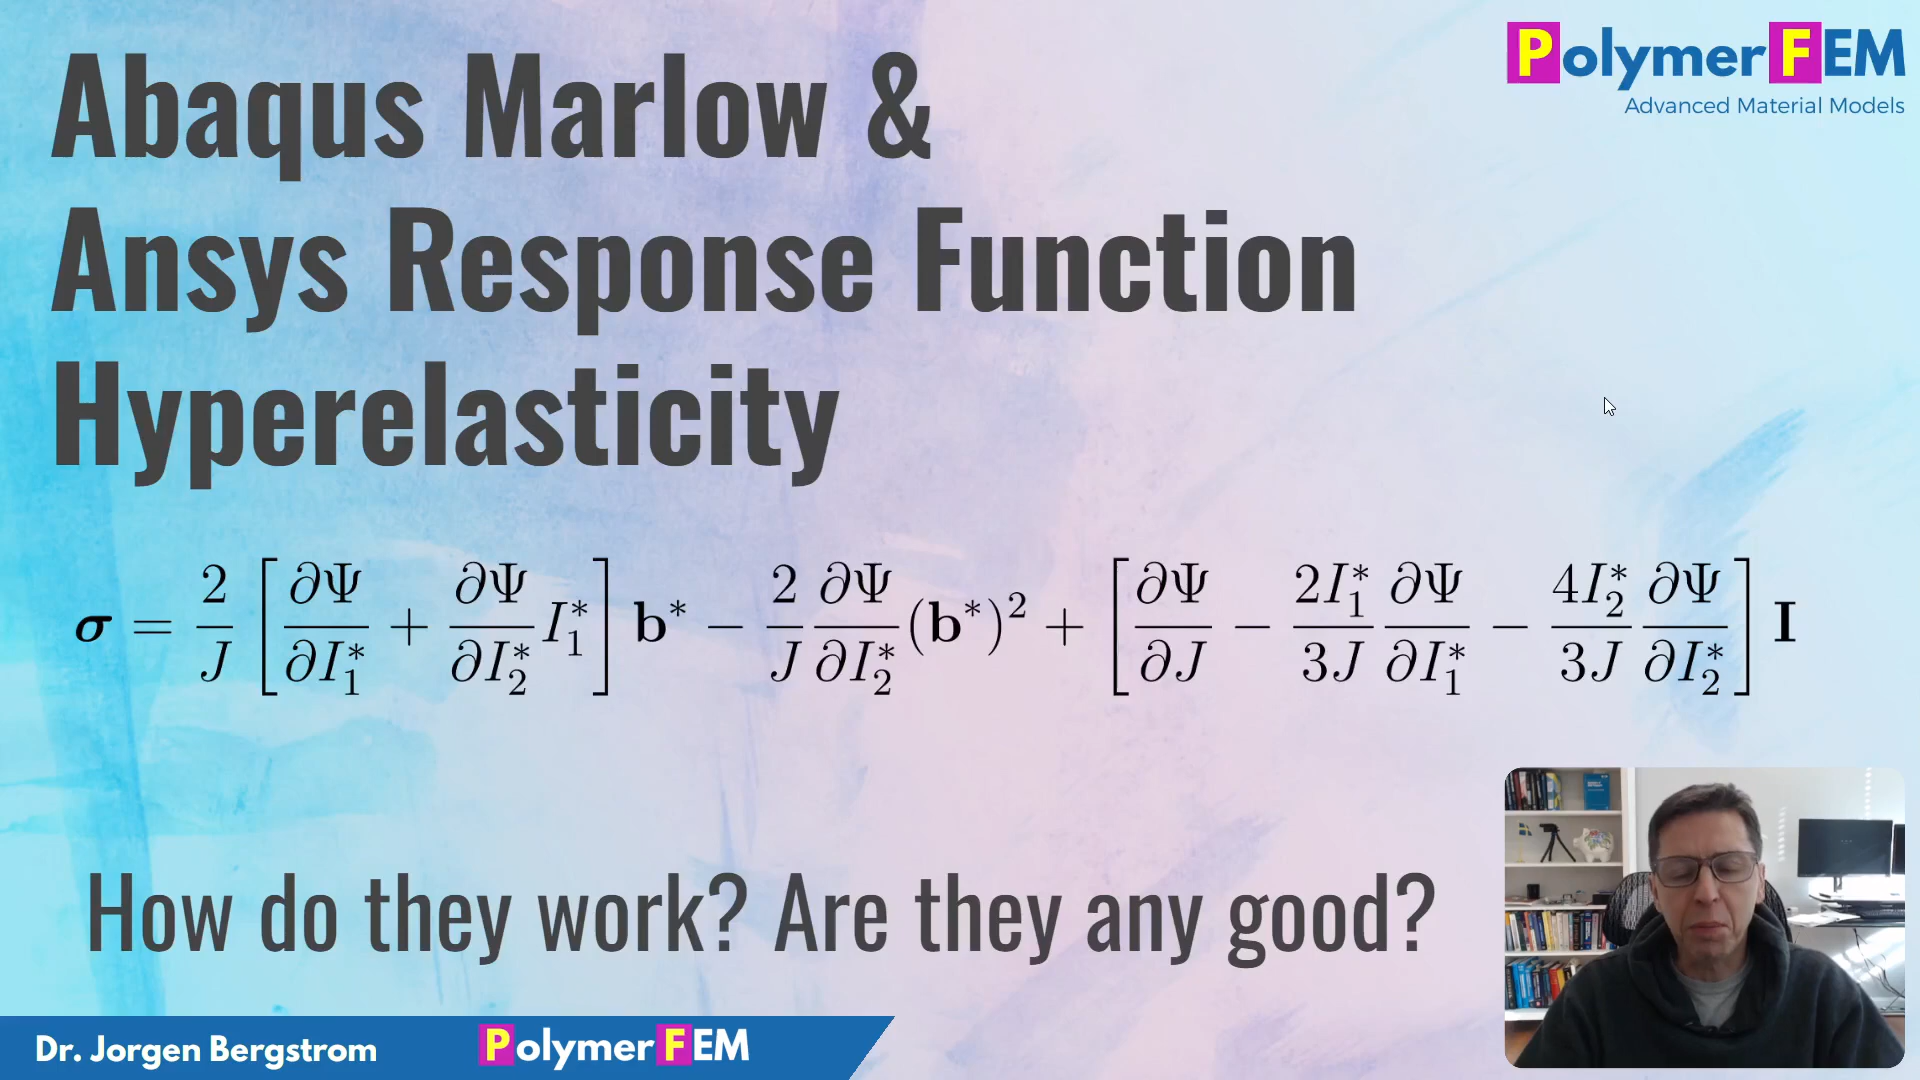 Abaqus Marlow &
PolymerFEM
Advanced Material Models
Ansys Response Function
Hyperelasticity
σ = 2/J [∂Ψ/∂I₁* + ∂Ψ/∂I₂* I₁*] b* − 2/J ∂Ψ/∂I₂* (b*)² + [∂Ψ/∂J − 2I₁*/3J ∂Ψ/∂I₁* − 4I₂*/3J ∂Ψ/∂I₂*] I
How do they work? Are they any good?
Dr. Jorgen Bergstrom
PolymerFEM